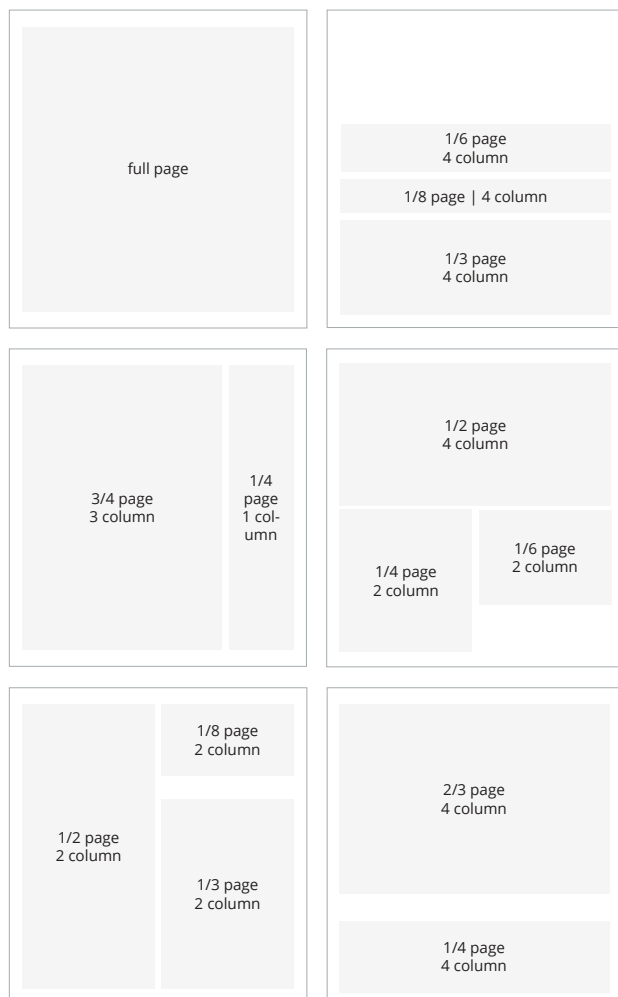 full page
1/6 page
4 column
1/8 page | 4 column
1/3 page
4 column
3/4 page
3 column
1/4
page
1 col-
umn
1/2 page
4 column
1/4 page
2 column
1/6 page
2 column
1/2 page
2 column
1/8 page
2 column
1/3 page
2 column
2/3 page
4 column
1/4 page
4 column